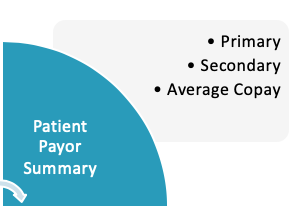 • Primary
• Secondary
• Average Copay
Patient
Payor
Summary